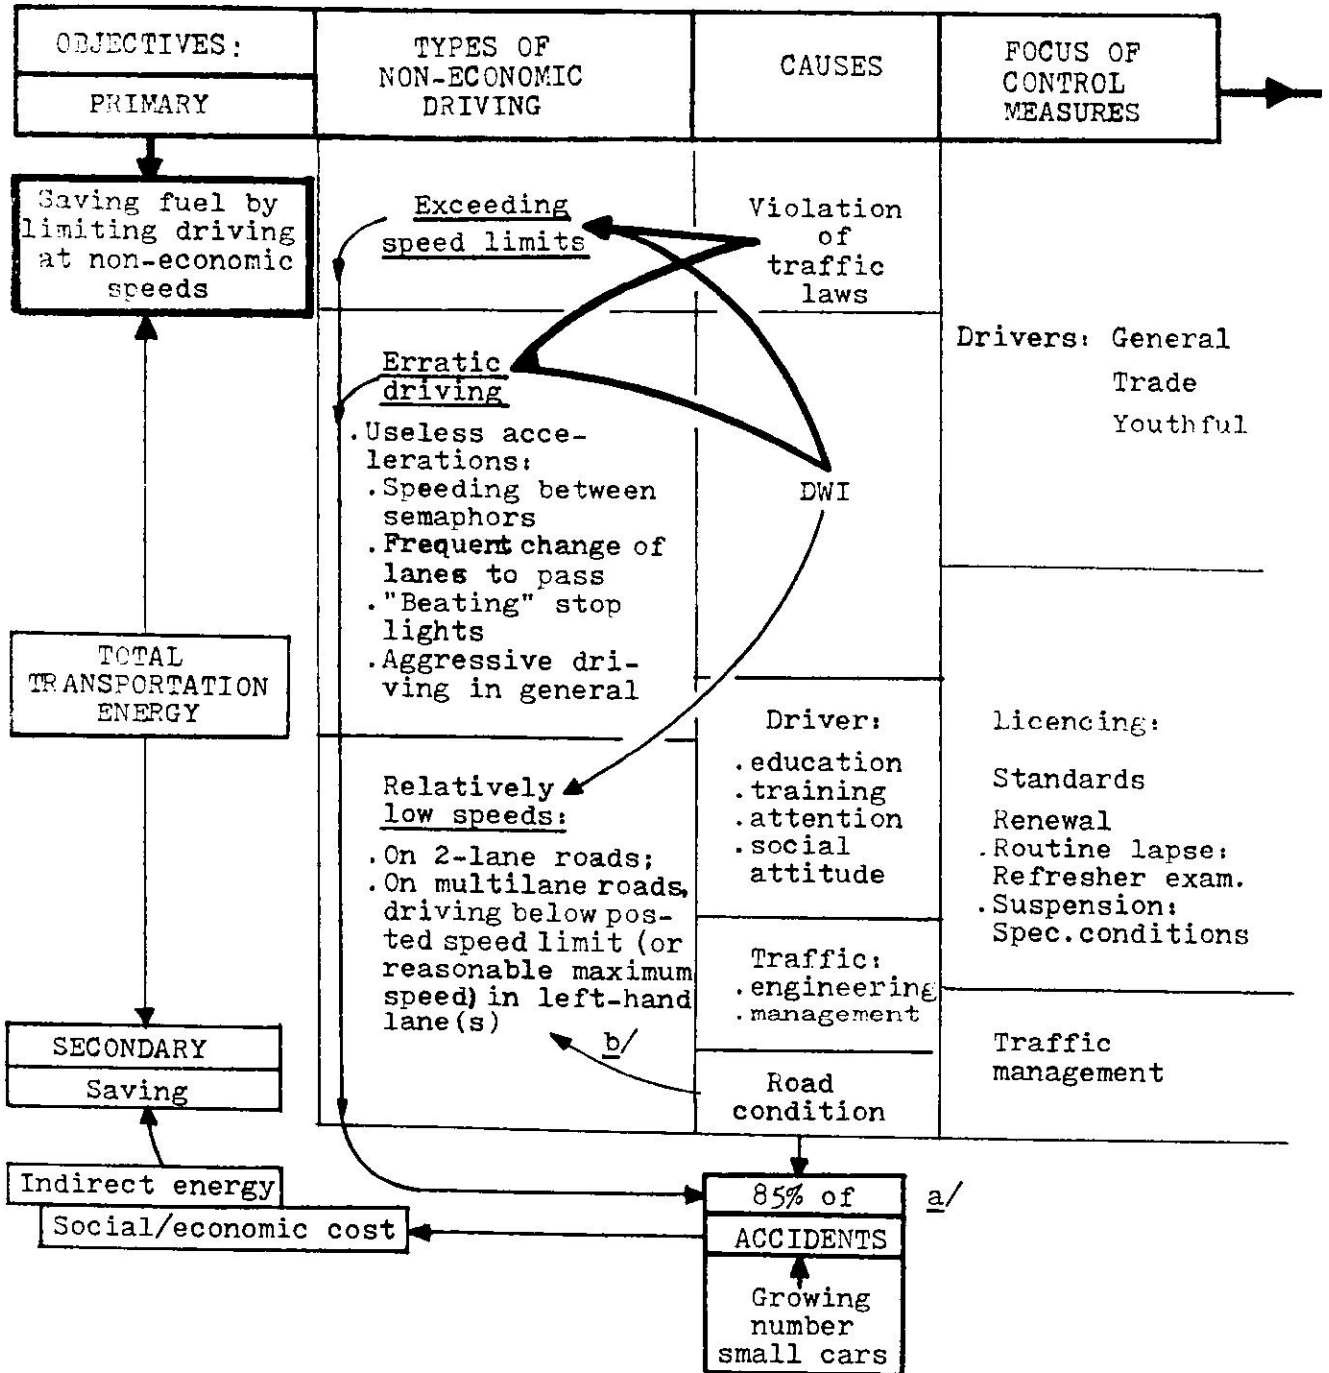 OBJECTIVES:
PRIMARY
TYPES OF
NON-ECONOMIC
DRIVING
CAUSES
FOCUS OF
CONTROL
MEASURES
Saving fuel by
limiting driving
at non-economic
speeds
TOTAL
TRANSPORTATION
ENERGY
SECONDARY
Saving
Indirect energy
Social/economic cost
Exceeding
speed limits
Erratic
driving
.Useless acce-
lerations:
.Speeding between
semaphors
.Frequent change of
lanes to pass
."Beating" stop
lights
.Aggressive dri-
ving in general
Relatively
low speeds:
.On 2-lane roads;
.On multilane roads,
driving below pos-
ted speed limit (or
reasonable maximum
speed) in left-hand
lane(s)
b/
Violation
of
traffic
laws
DWI
Driver:
.education
.training
.attention
.social
attitude
Traffic:
.engineering
.management
Road
condition
85% of
a/
ACCIDENTS
Growing
number
small cars
Drivers: General
Trade
Youthful
Licencing:
Standards
Renewal
.Routine lapse:
Refresher exam.
.Suspension:
Spec.conditions
Traffic
management